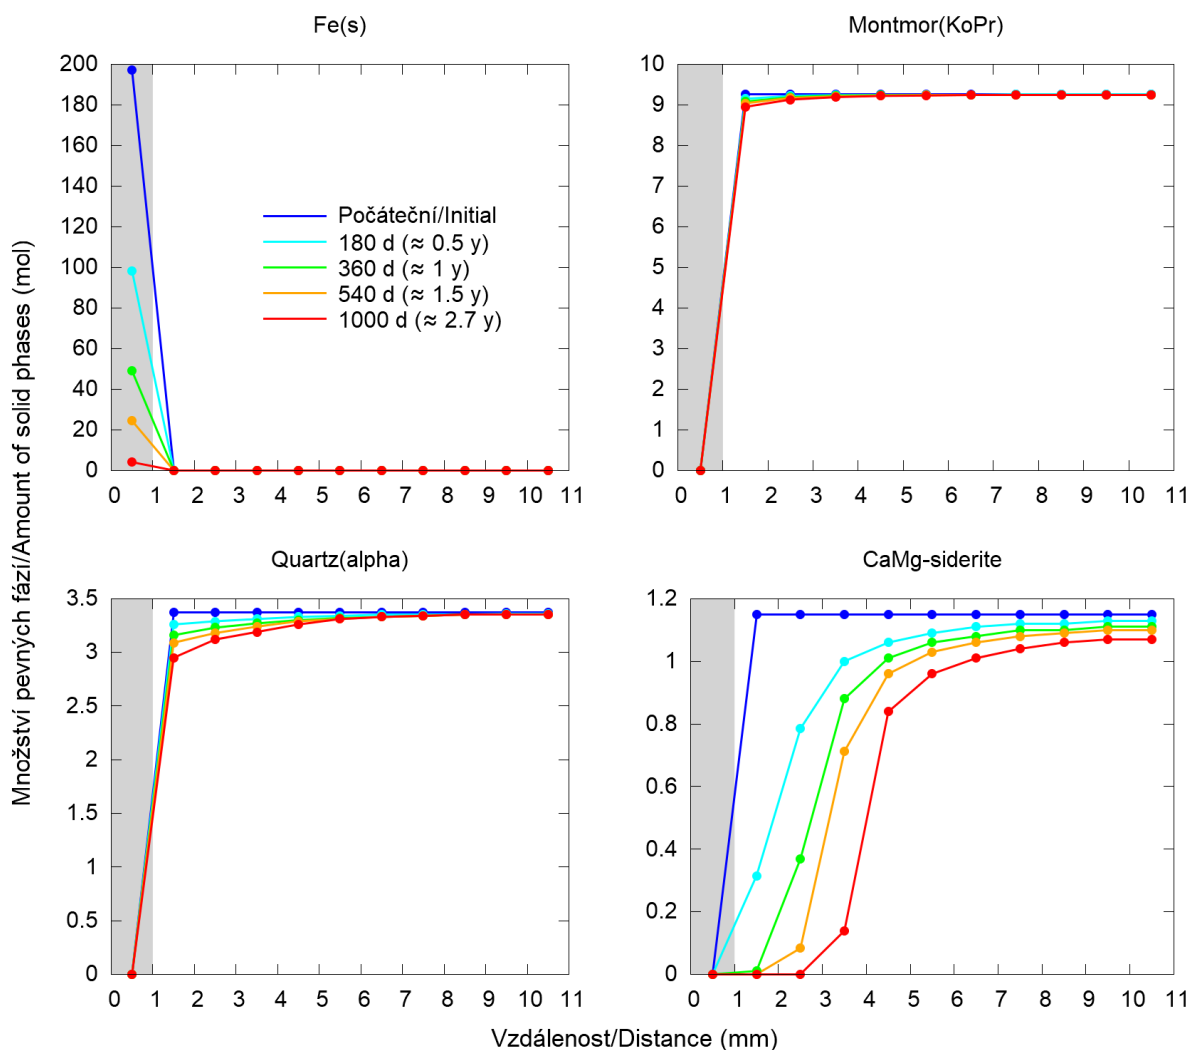 Fe(s)
Montmor(KoPr)
200
180
160
140
120
100
80
60
40
20
0
0 1 2 3 4 5 6 7 8 9 10 11
Počáteční/Initial
180 d (≈ 0.5 y)
360 d (≈ 1 y)
540 d (≈ 1.5 y)
1000 d (≈ 2.7 y)
10
9
8
7
6
5
4
3
2
1
0
0 1 2 3 4 5 6 7 8 9 10 11
Množství pevných fází/Amount of solid phases (mol)
Quartz(alpha)
CaMg-siderite
3.5
3
2.5
2
1.5
1
0.5
0
0 1 2 3 4 5 6 7 8 9 10 11
1.2
1
0.8
0.6
0.4
0.2
0
0 1 2 3 4 5 6 7 8 9 10 11
Vzdálenost/Distance (mm)